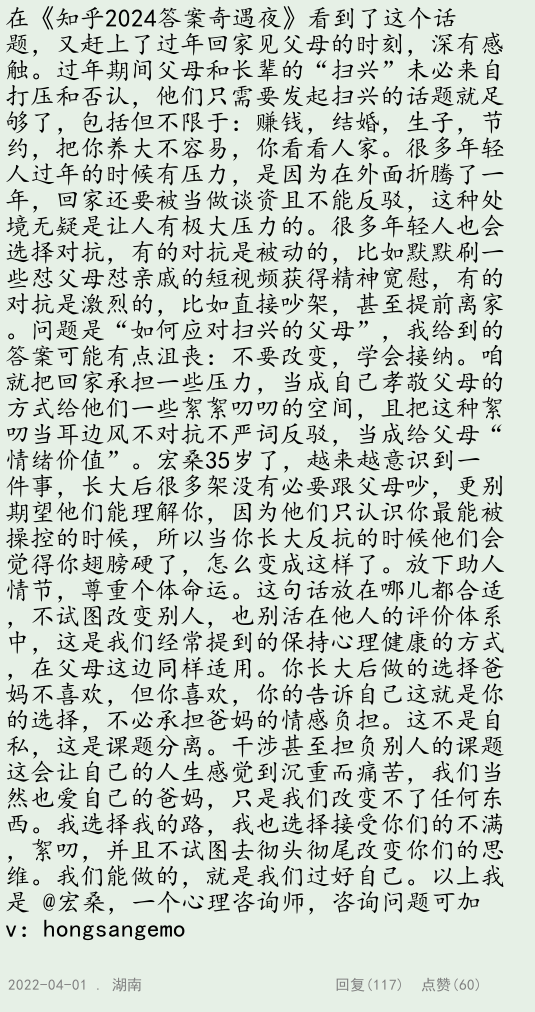 在《知乎2024答案奇遇夜》看到了这个话
题，又赶上了过年回家见父母的时刻，深有感
触。过年期间父母和长辈的“扫兴”未必来自
打压和否认，他们只需要发起扫兴的话题就足
够了，包括但不限于：赚钱，结婚，生子，节
约，把你养大不容易，你看看人家。很多年轻
人过年的时候有压力，是因为在外面折腾了一
年，回家还要被当做谈资且不能反驳，这种处
境无疑是让人有极大压力的。很多年轻人也会
选择对抗，有的对抗是被动的，比如默默刷一
些怼父母怼亲戚的短视频获得精神宽慰，有的
对抗是激烈的，比如直接吵架，甚至提前离家
。问题是“如何应对扫兴的父母”，我给到的
答案可能有点沮丧：不要改变，学会接纳。咱
就把回家承担一些压力，当成自己孝敬父母的
方式给他们一些絮絮叨叨的空间，且把这种絮
叨当耳边风不对抗不严词反驳，当成给父母“
情绪价值”。宏桑35岁了，越来越意识到一
件事，长大后很多架没有必要跟父母吵，更别
期望他们能理解你，因为他们只认识你最能被
操控的时候，所以当你长大反抗的时候他们会
觉得你翅膀硬了，怎么变成这样了。放下助人
情节，尊重个体命运。这句话放在哪儿都合适
，不试图改变别人，也别活在他人的评价体系
中，这是我们经常提到的保持心理健康的方式
，在父母这边同样适用。你长大后做的选择爸
妈不喜欢，但你喜欢，你的告诉自己这就是你
的选择，不必承担爸妈的情感负担。这不是自
私，这是课题分离。干涉甚至担负别人的课题
这会让自己的人生感觉到沉重而痛苦，我们当
然也爱自己的爸妈，只是我们改变不了任何东
西。我选择我的路，我也选择接受你们的不满
，絮叨，并且不试图去彻头彻尾改变你们的思
维。我们能做的，就是我们过好自己。以上我
是 @宏桑，一个心理咨询师，咨询问题可加
v: hongsangemo
2022-04-01 . 湖南 回复(117) 点赞(60)